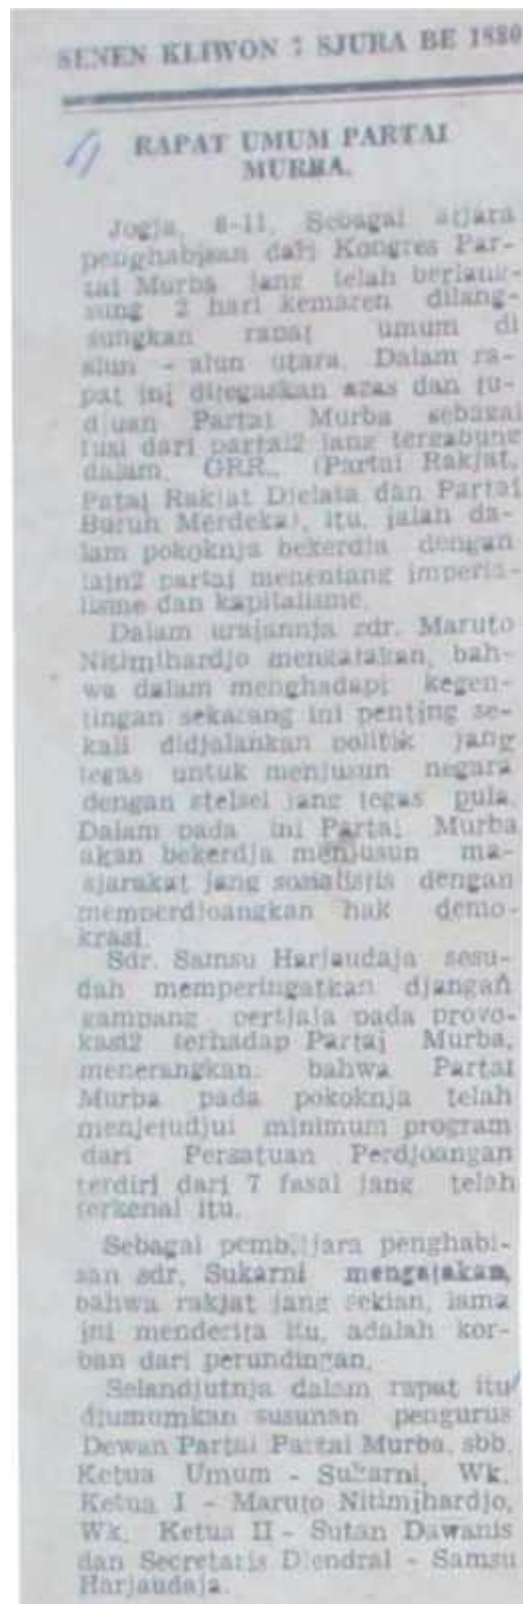 SENEN KLIWON 7 SJURA BE 1880
RAPAT UMUM PARTAI
MURBA.
Jogja, 8-11. Sebagai atjara
penghabisan dari Kongres Par-
tai Murba jang telah berlang-
sung 2 hari kemaren dilang-
sungkan rapat umum di
alun - alun utara. Dalam ra-
pat ini ditegaskan azas dan tu-
djuan Partai Murba sebagai
fusi dari partai2 jang tergabung
dalam GRR., (Partai Rakjat,
Patai Rakjat Djelata dan Partai
Buruh Merdeka), itu, jalah da-
lam pokoknja bekerdja dengan
lain2 partai menentang imperia-
lisme dan kapitalisme.
Dalam urajannja zdr. Maruto
Nitimihardjo mengatakan, bah-
wa dalam menghadapi kegen-
tingan sekarang ini penting se-
kali didjalankan politik jang
tegas untuk menjusun negara
dengan stelsel jang tegas pula.
Dalam pada ini Partai Murba
akan bekerdja menjusun ma-
sjarakat jang sosialistis dengan
memperdjoangkan hak demo-
krasi.
Sdr. Samsu Harjaudaja sesu-
dah memperingatkan djangan
gampang pertjaja pada provo-
kasi2 terhadap Partai Murba,
menerangkan, bahwa Partai
Murba pada pokoknja telah
menjetudjui minimum program
dari Persatuan Perdjoangan
terdiri dari 7 fasal jang telah
terkenal itu.
Sebagai pembitjara penghabi-
san sdr. Sukarni mengatakan,
bahwa rakjat jang sekian lama
ini menderita itu, adalah kor-
ban dari perundingan.
Selandjutnja dalam rapat itu
diumumkan susunan pengurus
Dewan Partai Partai Murba, sbb.
Ketua Umum - Sukarni, Wk.
Ketua I - Maruto Nitimihardjo,
Wk. Ketua II - Sutan Dawanis
dan Secretaris Djendral - Samsu
Harjaudaja.